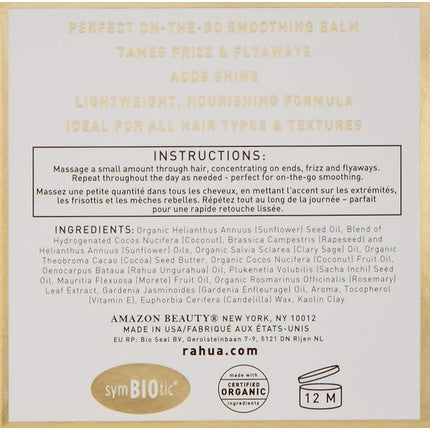 PERFECT ON-THE-GO SMOOTHING BALM
TAMES FRIZZ & FLYAWAYS
ADDS SHINE
LIGHTWEIGHT, NOURISHING FORMULA
IDEAL FOR ALL HAIR TYPES & TEXTURES
INSTRUCTIONS:
Massage a small amount through hair, concentrating on ends, frizz and flyaways.
Repeat throughout the day as needed - perfect for on-the-go smoothing.
Massez une petite quantité dans tous les cheveux, en mettant l'accent sur les extrémités,
les frisottis et les mèches rebelles. Répétez tout au long de la journée – parfait
pour une rapide retouche lissée.
INGREDIENTS: Organic Helianthus Annuus (Sunflower) Seed Oil, Blend of
Hydrogenated Cocos Nucifera (Coconut), Brassica Campestris (Rapeseed) and
Helianthus Annuus (Sunflower) Oils, Organic Salvia Sclarea (Clary Sage) Oil, Organic
Theobroma Cacao (Cocoa) Seed Butter, Organic Cocos Nucifera (Coconut) Fruit Oil,
Oenocarpus Bataua (Rahua Ungurahua) Oil, Plukenetia Volubilis (Sacha Inchi) Seed
Oil, Mauritia Flexuosa (Morete) Fruit Oil, Organic Rosmarinus Officinalis (Rosemary)
Leaf Extract, Gardenia Jasminoides (Gardenia Enfleurage) Oil, Aroma, Tocopherol
(Vitamin E), Euphorbia Cerifera (Candelilla) Wax, Kaolin Clay.
AMAZON BEAUTY® NEW YORK, NY 10012
MADE IN USA/FABRIQUÉ AUX ÉTATS-UNIS
EU RP: Bio Seal BV, Gerolsteinbaan 7-9, 5121 DN Rijen NL
rahua.com
symBIOtic®
made with
CERTIFIED
ORGANIC
ingredients
12 M